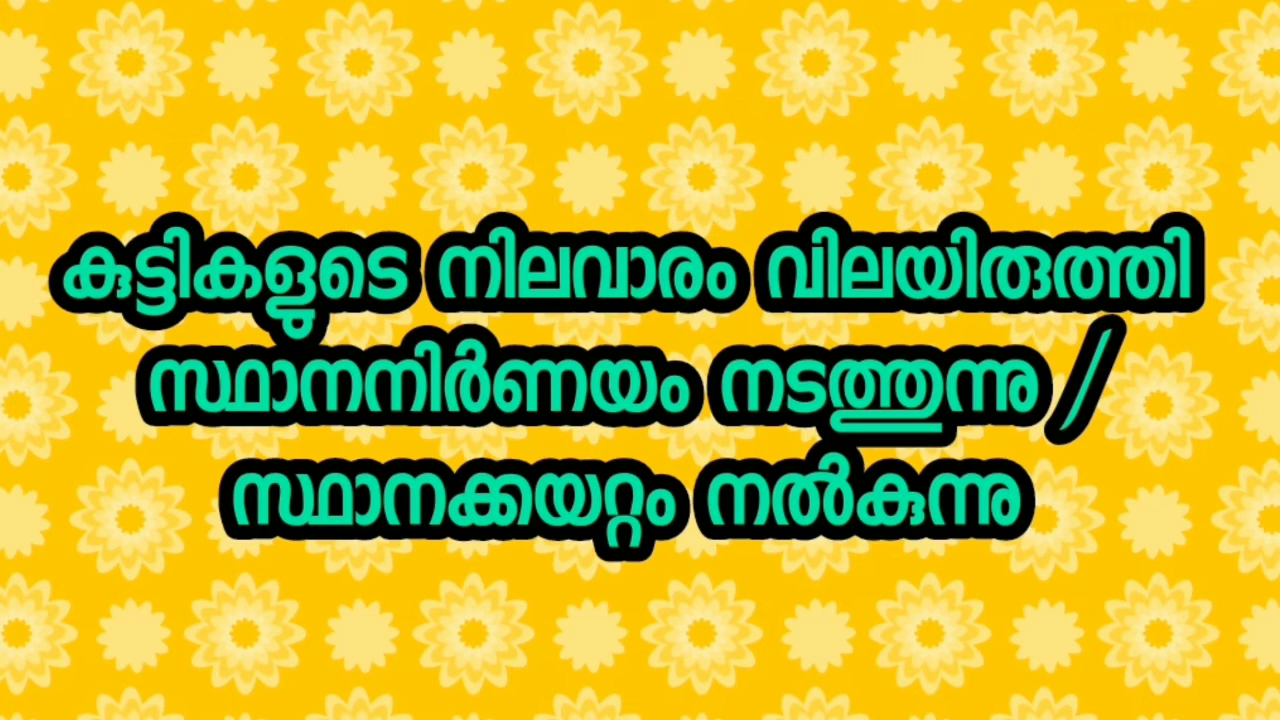 കുട്ടികളുടെ നിലവാരം വിലയിരുത്തി
സ്ഥാനനിർണയം നടത്തുന്നു /
സ്ഥാനക്കയറ്റം നൽകുന്നു